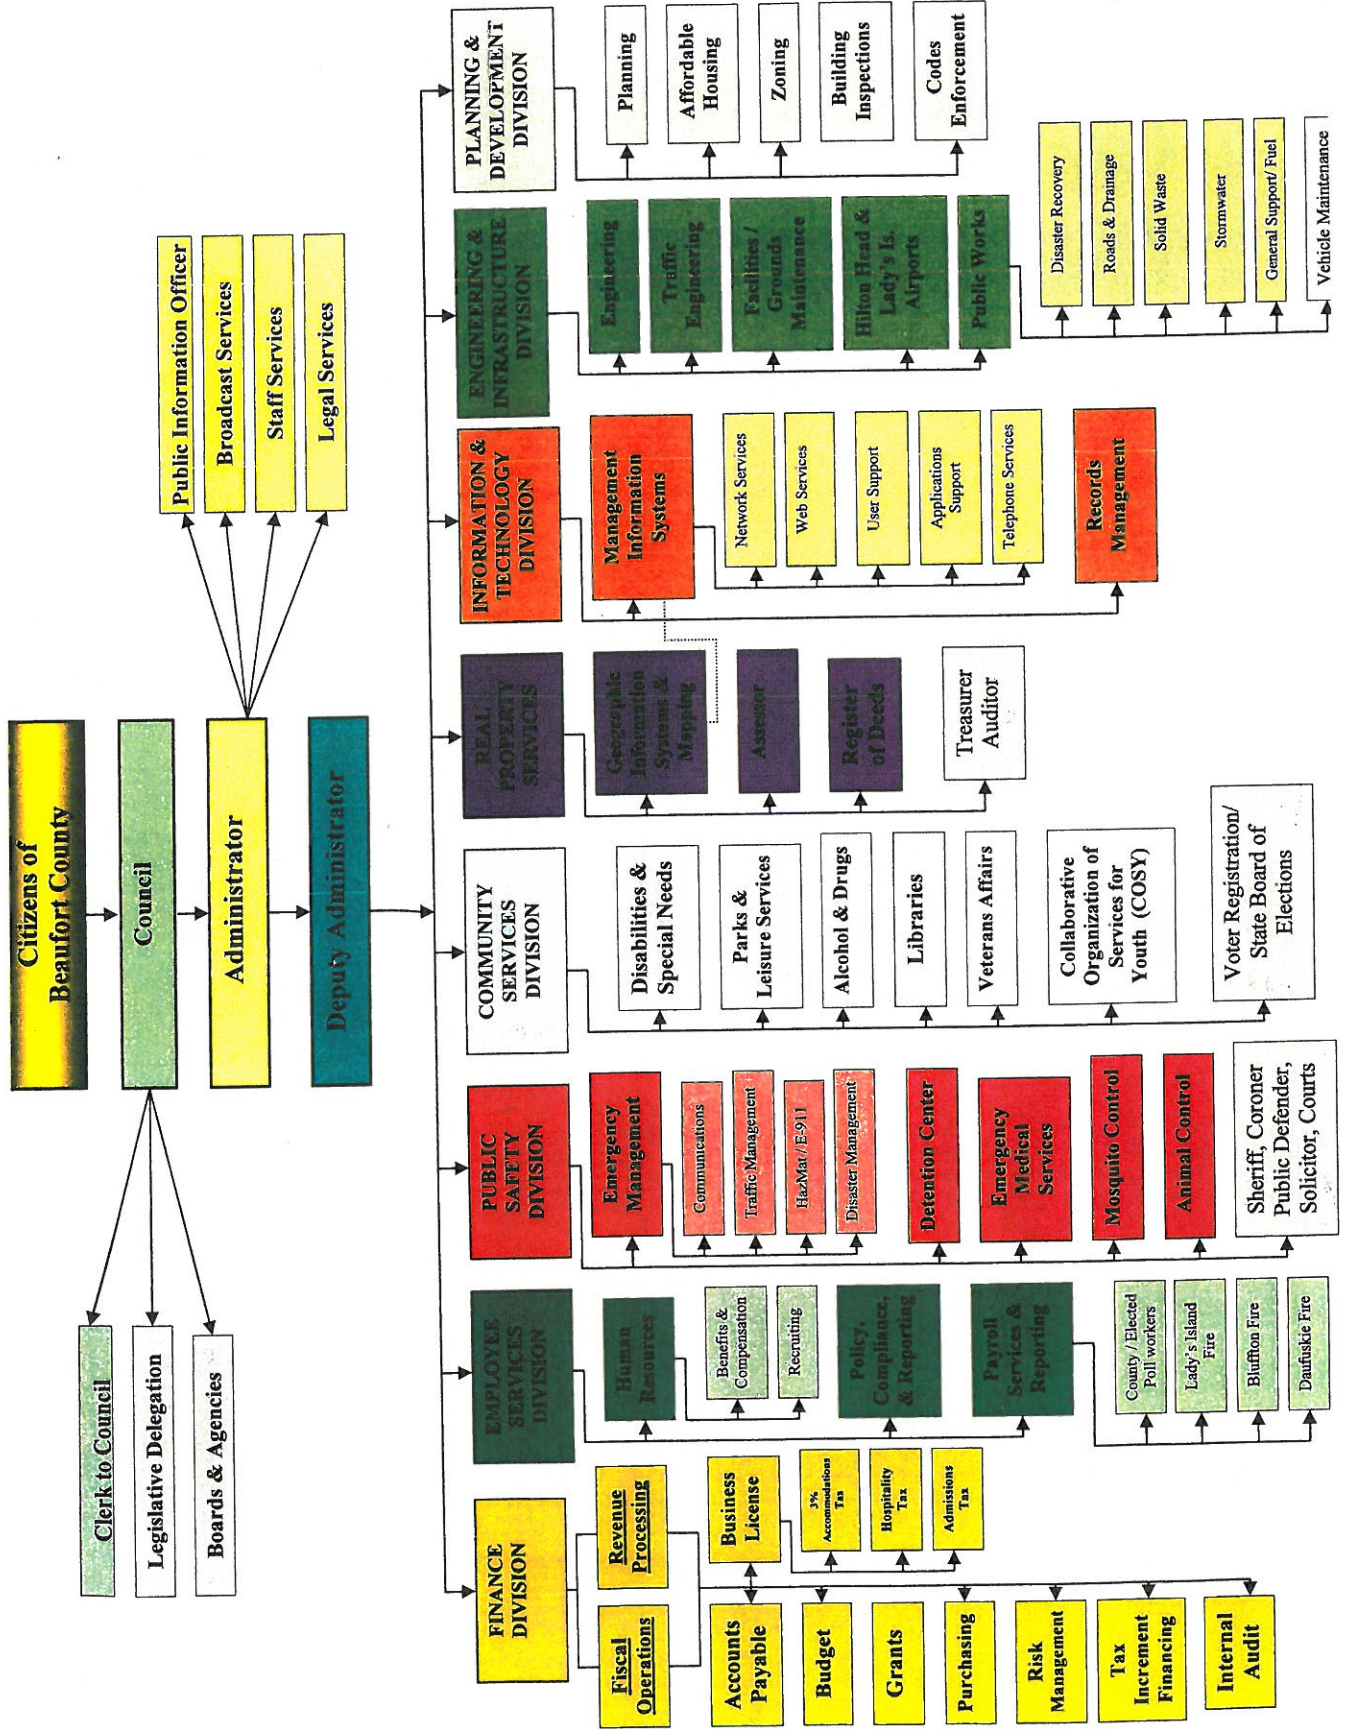 Citizens of
Beaufort County
Council
Administrator
Deputy Administrator
Clerk to Council
Legislative Delegation
Boards & Agencies
Public Information Officer
Broadcast Services
Staff Services
Legal Services
FINANCE
DIVISION
Fiscal
Operations
Revenue
Processing
Accounts
Payable
Business
License
3%
Accommodations
Tax
Hospitality
Tax
Admissions
Tax
Budget
Grants
Purchasing
Risk
Management
Tax
Increment
Financing
Internal
Audit
EMPLOYEE
SERVICES
DIVISION
Human
Resources
Benefits &
Compensation
Recruiting
Policy,
Compliance,
& Reporting
Payroll
Services &
Reporting
County / Elected
Poll workers
Lady's Island
Fire
Bluffton Fire
Daufuskie Fire
PUBLIC
SAFETY
DIVISION
Emergency
Management
Communications
Traffic Management
HazMat / E-911
Disaster Management
Detention Center
Emergency
Medical
Services
Mosquito Control
Animal Control
Sheriff, Coroner
Public Defender,
Solicitor, Courts
COMMUNITY
SERVICES
DIVISION
Disabilities &
Special Needs
Parks &
Leisure Services
Alcohol & Drugs
Libraries
Veterans Affairs
Collaborative
Organization of
Services for
Youth (COSY)
Voter Registration/
State Board of
Elections
REAL
PROPERTY
SERVICES
Geographic
Information
Systems &
Mapping
Assessor
Register
of Deeds
Treasurer
Auditor
INFORMATION &
TECHNOLOGY
DIVISION
Management
Information
Systems
Network Services
Web Services
User Support
Applications
Support
Telephone Services
Records
Management
ENGINEERING &
INFRASTRUCTURE
DIVISION
Engineering
Traffic
Engineering
Facilities /
Grounds
Maintenance
Hilton Head &
Lady's Is.
Airports
Public Works
Disaster Recovery
Roads & Drainage
Solid Waste
Stormwater
General Support/ Fuel
Vehicle Maintenance
PLANNING &
DEVELOPMENT
DIVISION
Planning
Affordable
Housing
Zoning
Building
Inspections
Codes
Enforcement